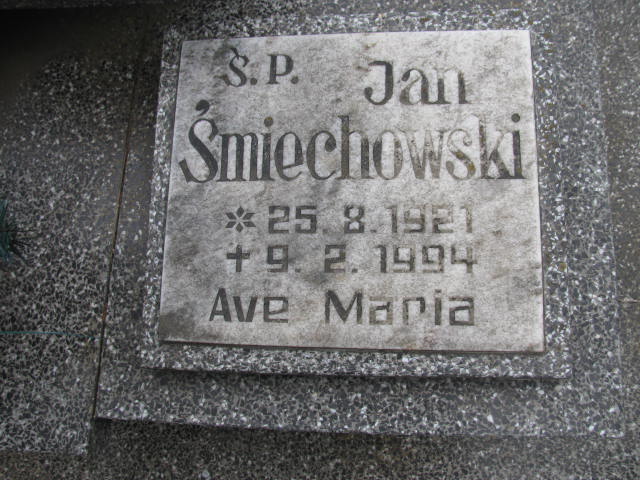 Ś.P. Jan
Śmiechowski
* 25. 8. 1921
+ 9. 2. 1994
Ave Maria